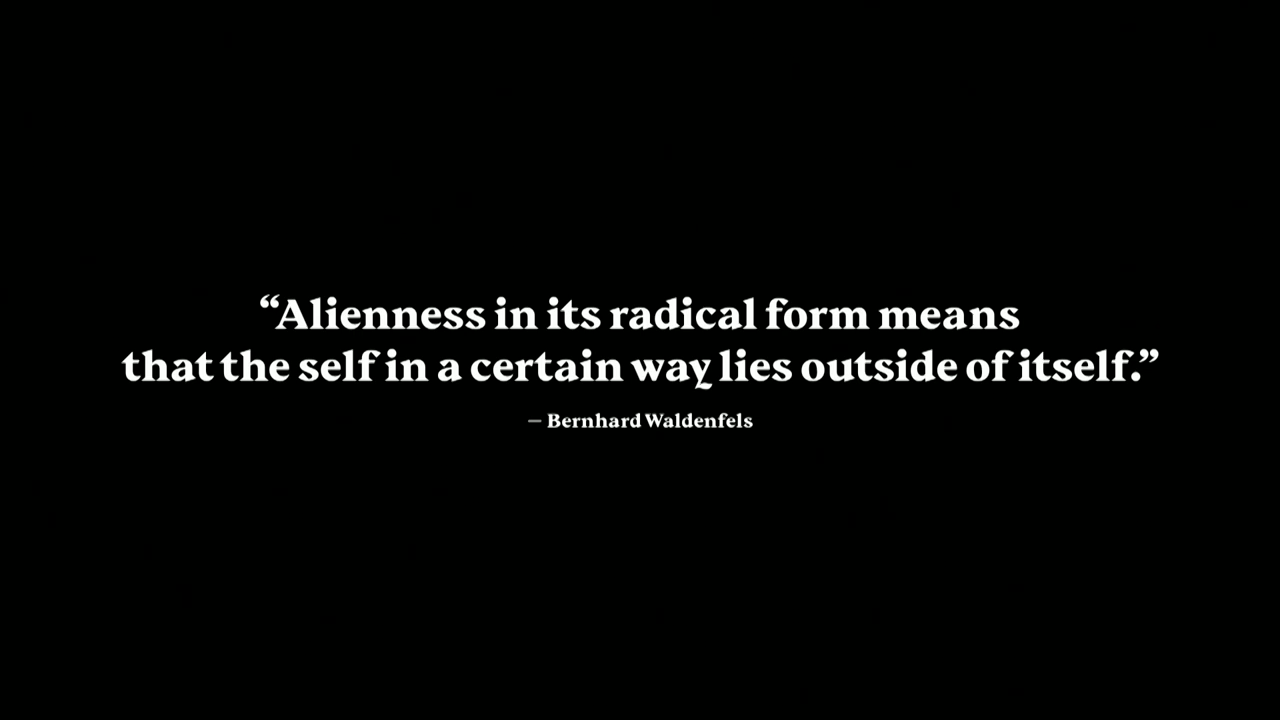 “Alienness in its radical form means
that the self in a certain way lies outside of itself.”
— Bernhard Waldenfels